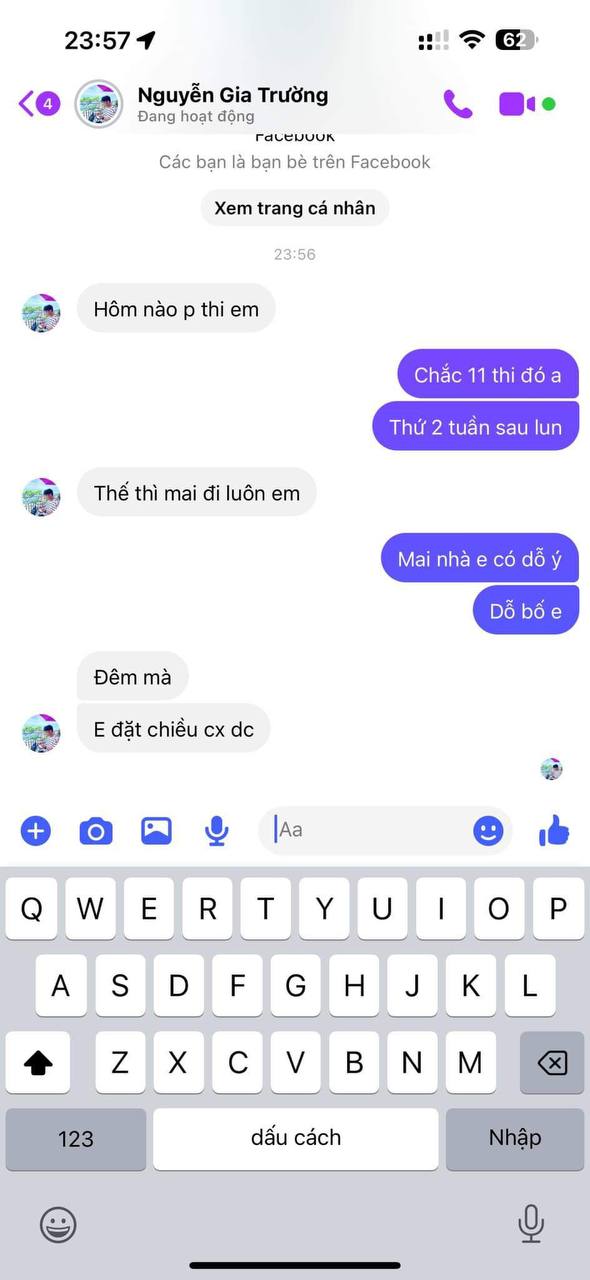 23:57
62
4
Nguyễn Gia Trường
Đang hoạt động
Facebook
Các bạn là bạn bè trên Facebook
Xem trang cá nhân
23:56
Hôm nào p thi em
Chắc 11 thi đó a
Thứ 2 tuần sau lun
Thế thì mai đi luôn em
Mai nhà e có dỗ ý
Dỗ bố e
Đêm mà
E đặt chiều cx dc
Aa
Q W E R T Y U I O P
A S D F G H J K L
Z X C V B N M
123 dấu cách Nhập